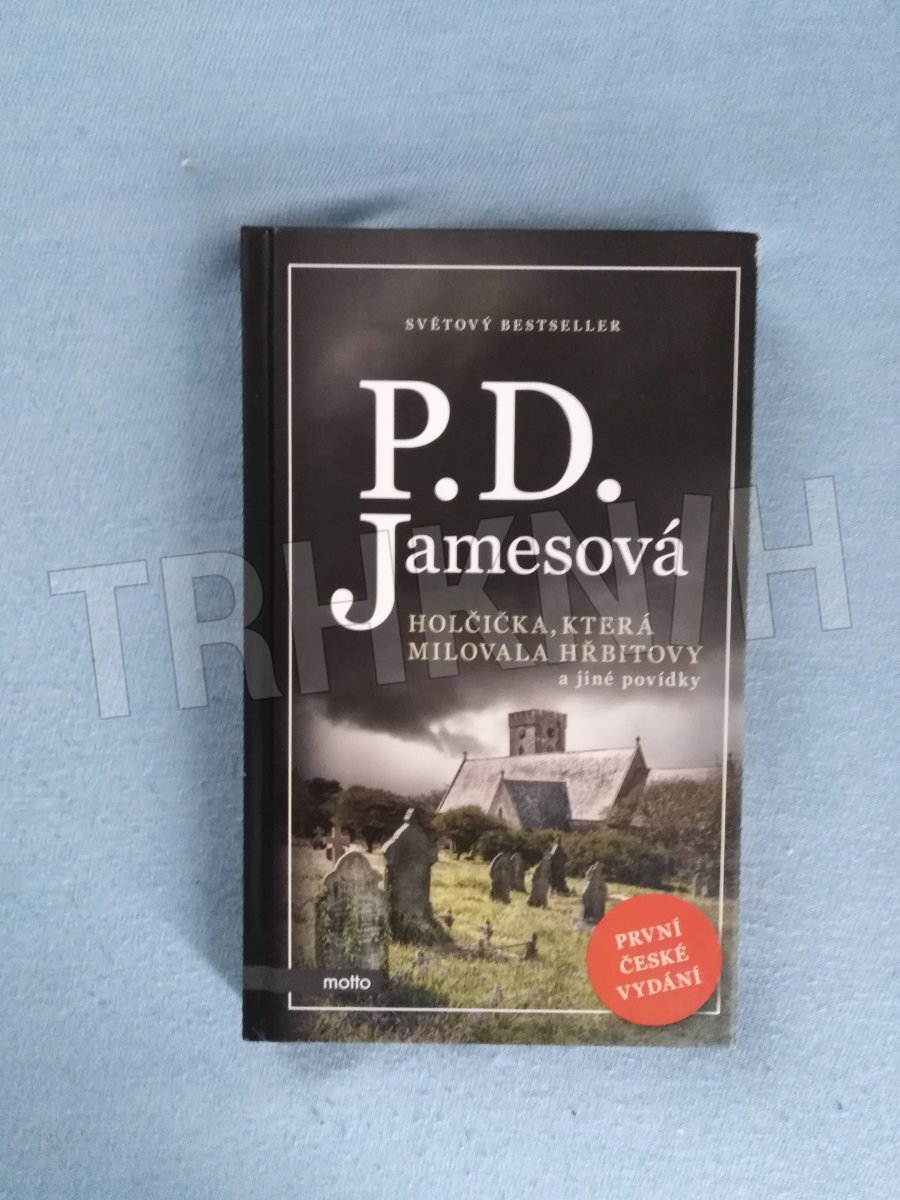 SVĚTOVÝ BESTSELLER
P. D.
Jamesová
HOLČIČKA, KTERÁ
MILOVALA HŘBITOVY
a jiné povídky
TRHKNIH
motto
PRVNÍ
ČESKÉ
VYDÁNÍ